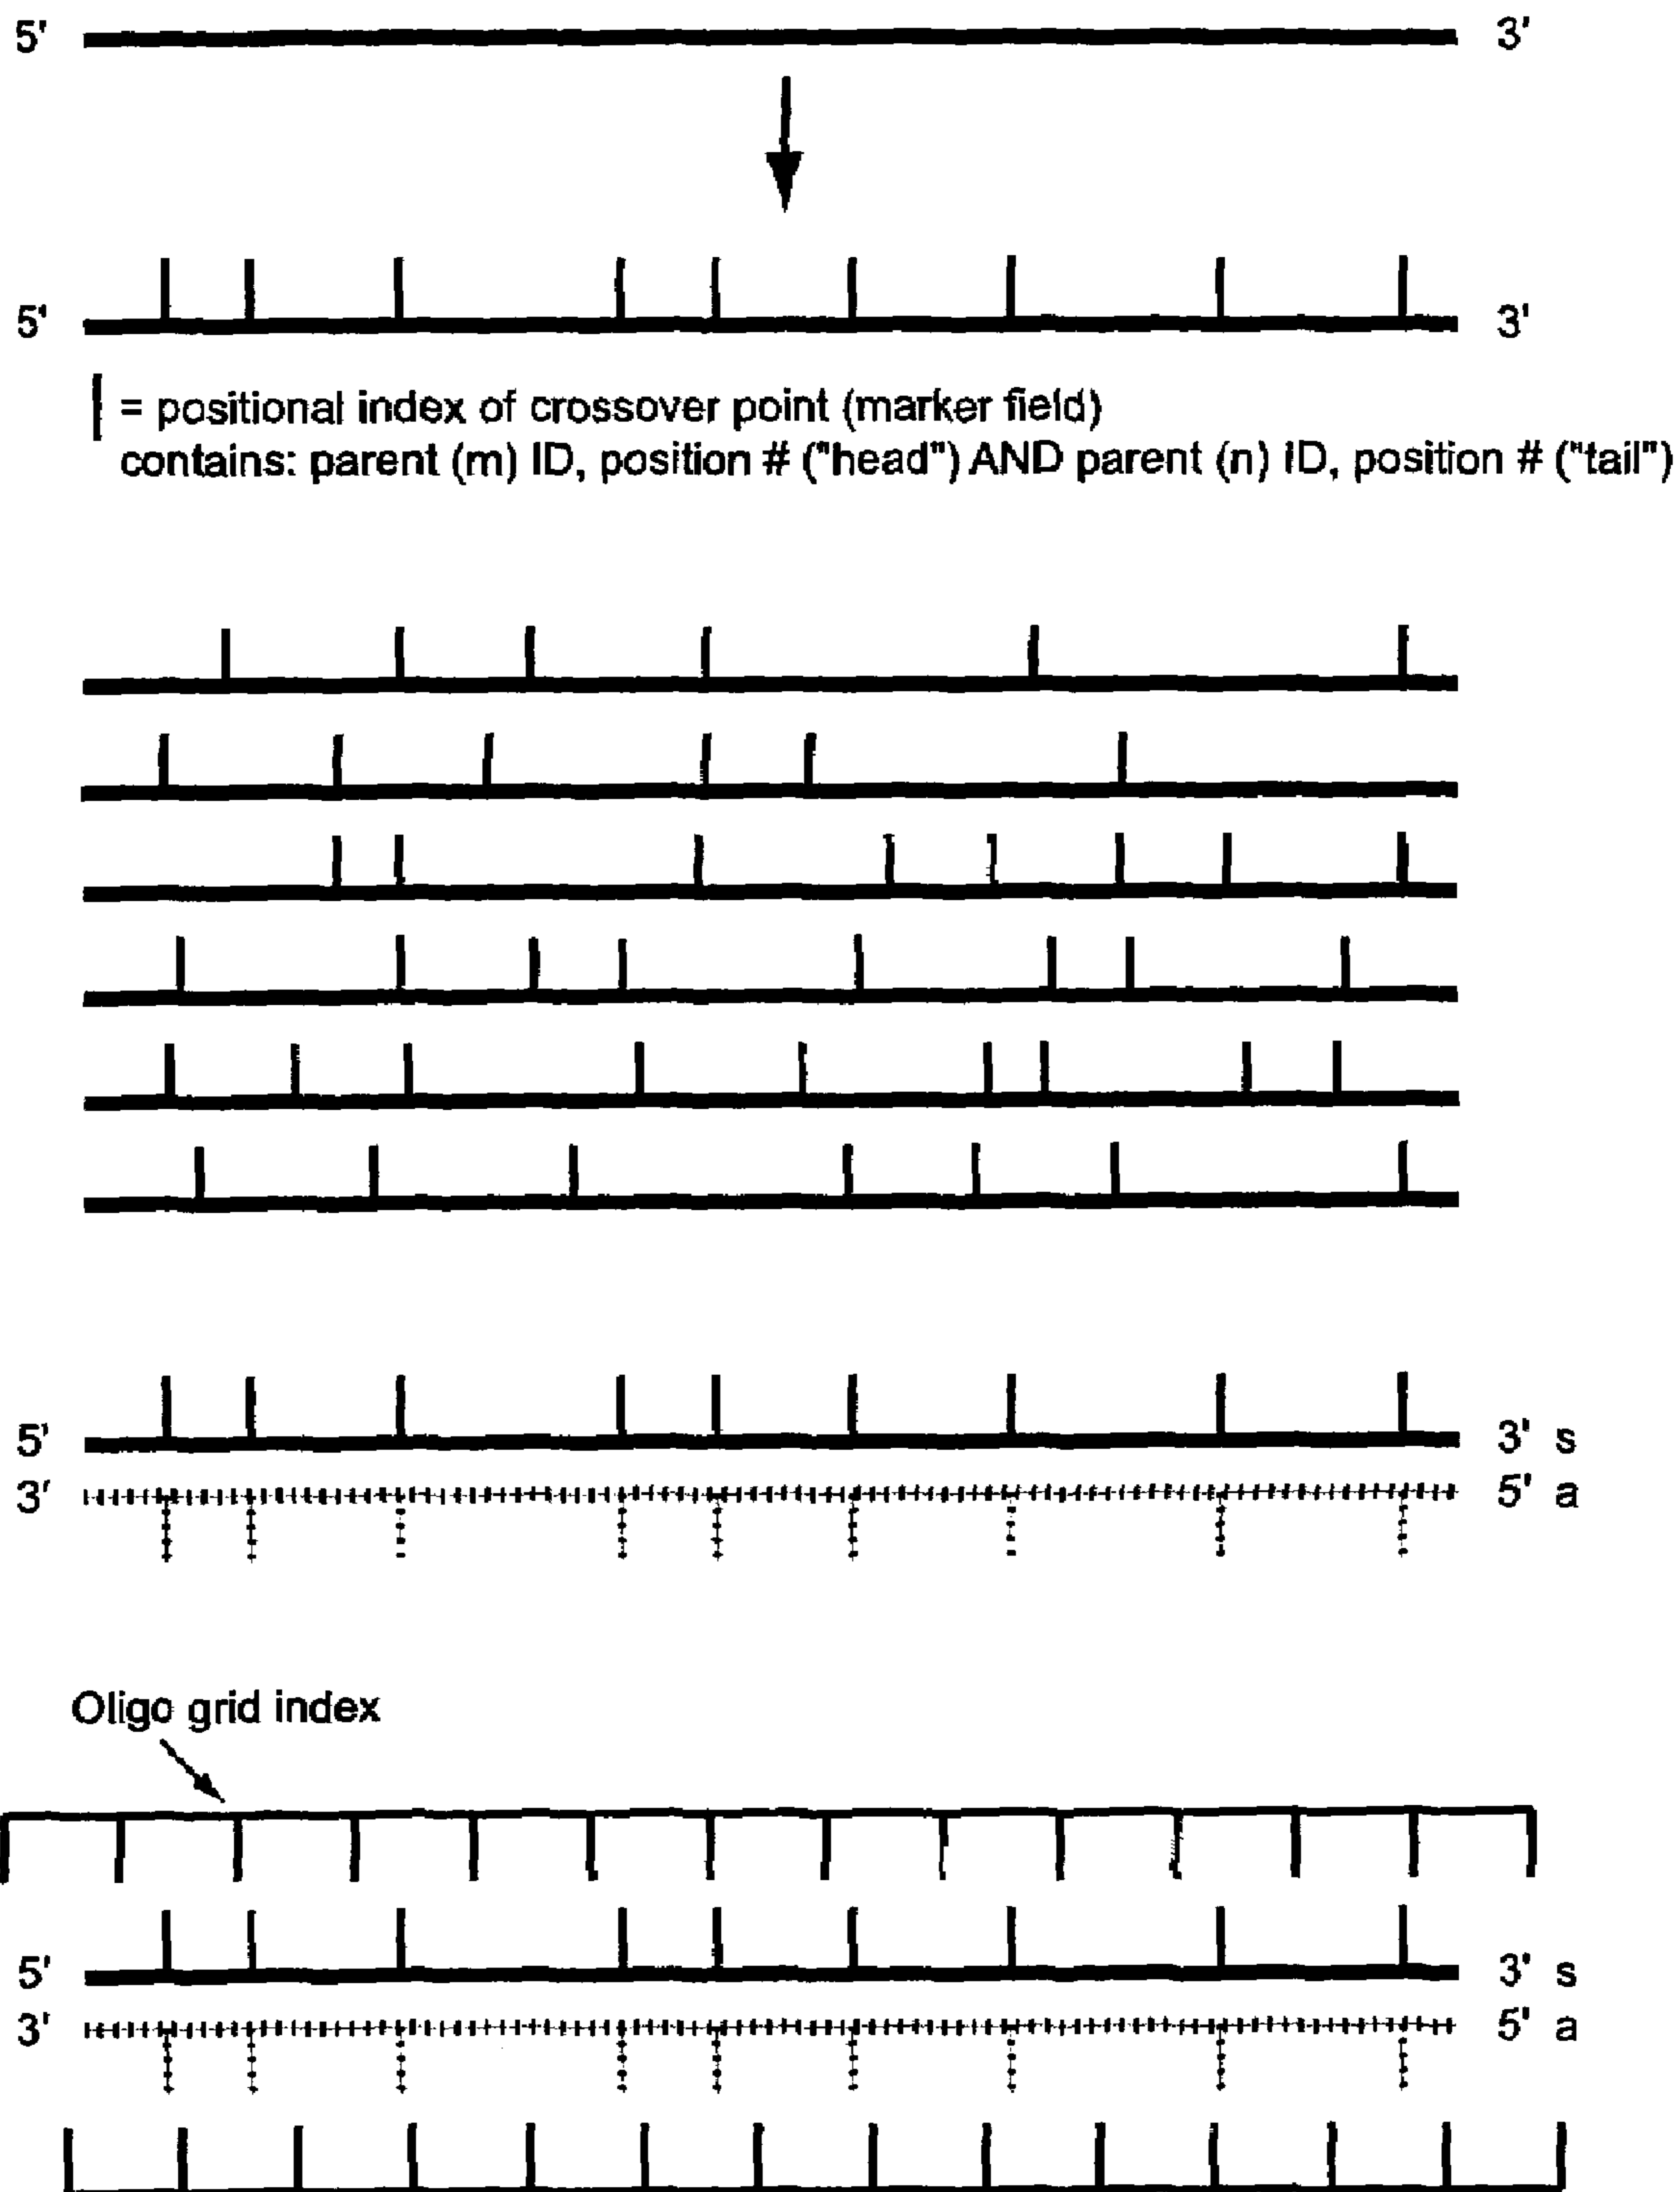 5' 3'
5' 3'
= positional index of crossover point (marker field)
contains: parent (m) ID, position # ("head") AND parent (n) ID, position # ("tail")
5' 3' s
3' 5' a
Oligo grid index
5' 3' s
3' 5' a